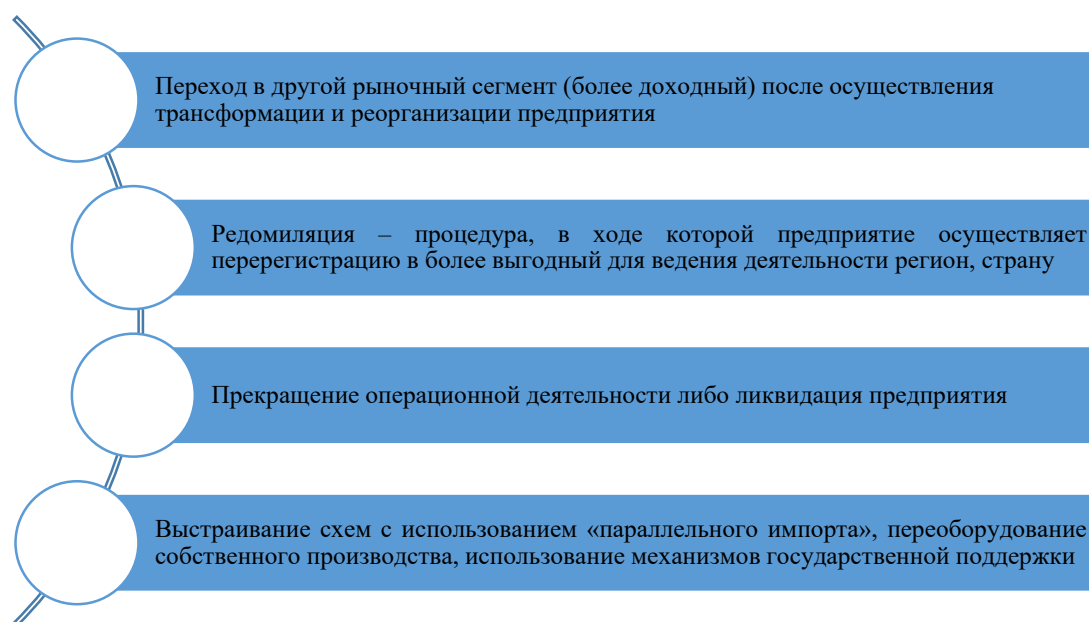 Переход в другой рыночный сегмент (более доходный) после осуществления
трансформации и реорганизации предприятия
Редомиляция – процедура, в ходе которой предприятие осуществляет
перерегистрацию в более выгодный для ведения деятельности регион, страну
Прекращение операционной деятельности либо ликвидация предприятия
Выстраивание схем с использованием «параллельного импорта», переоборудование
собственного производства, использование механизмов государственной поддержки